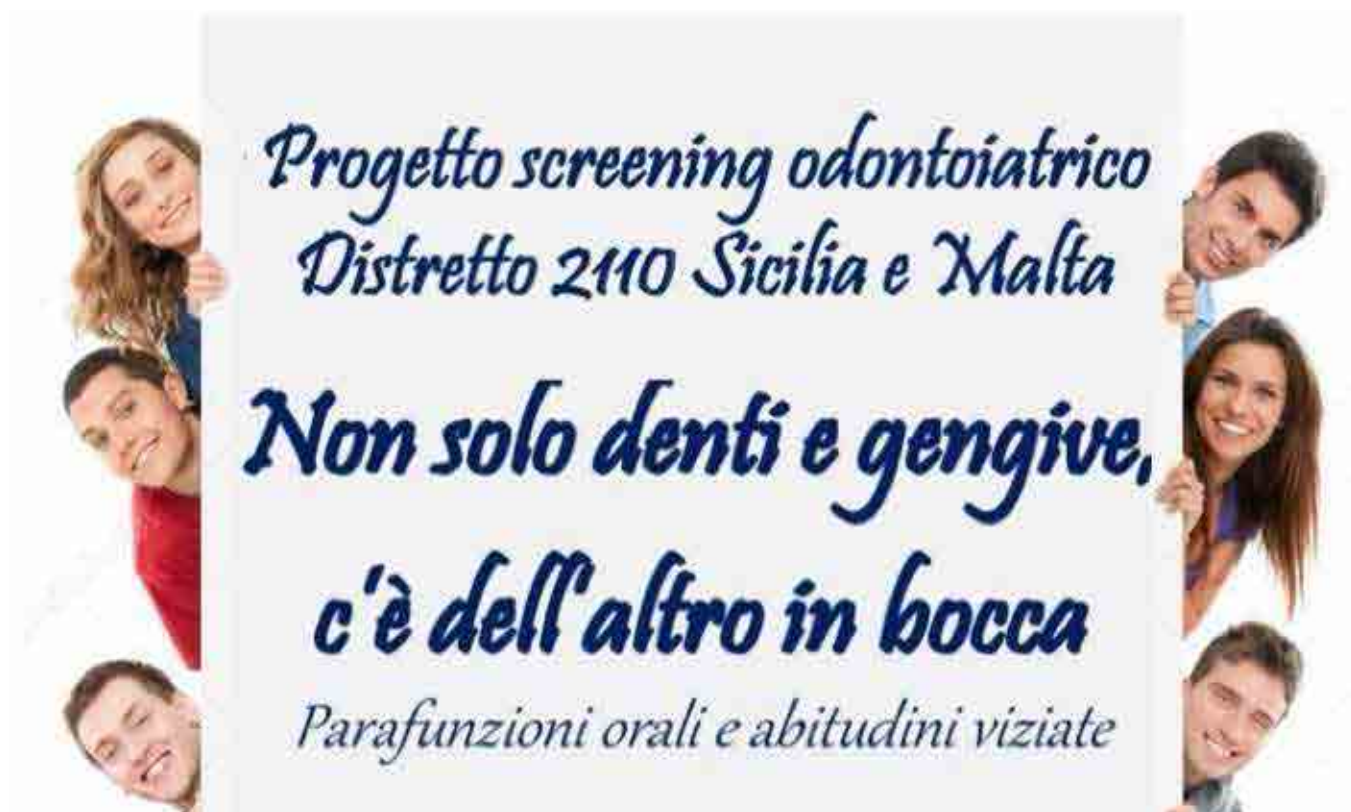 Progetto screening odontoiatrico
Distretto 2110 Sicilia e Malta
Non solo denti e gengive,
c'è dell'altro in bocca
Parafunzioni orali e abitudini viziate